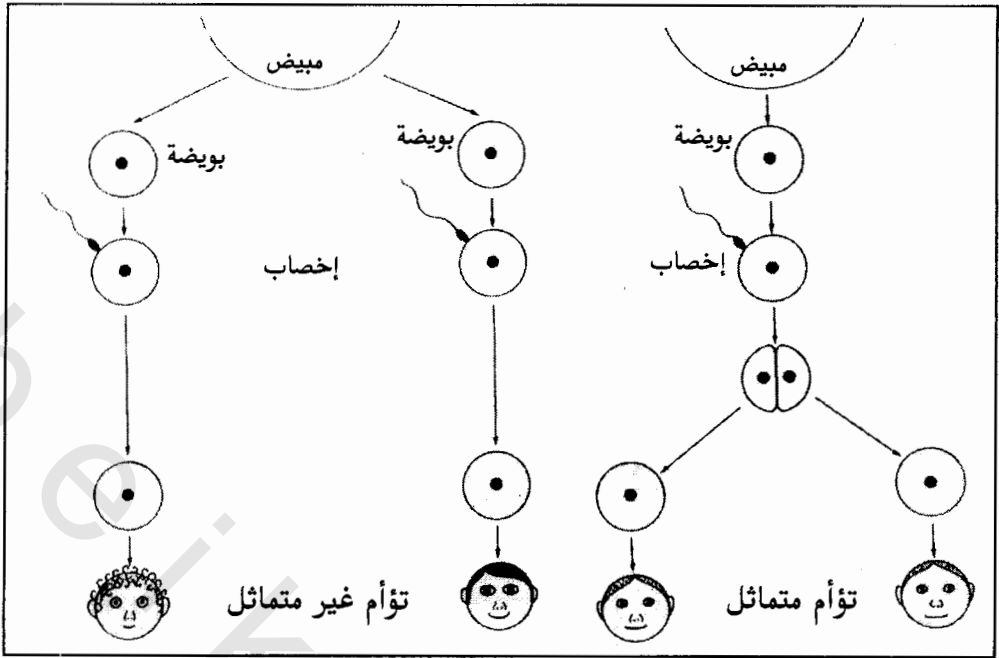 مبيض
مبيض
بويضة
بويضة
بويضة
إخصاب
إخصاب
تؤأم متماثل
تؤأم غير متماثل